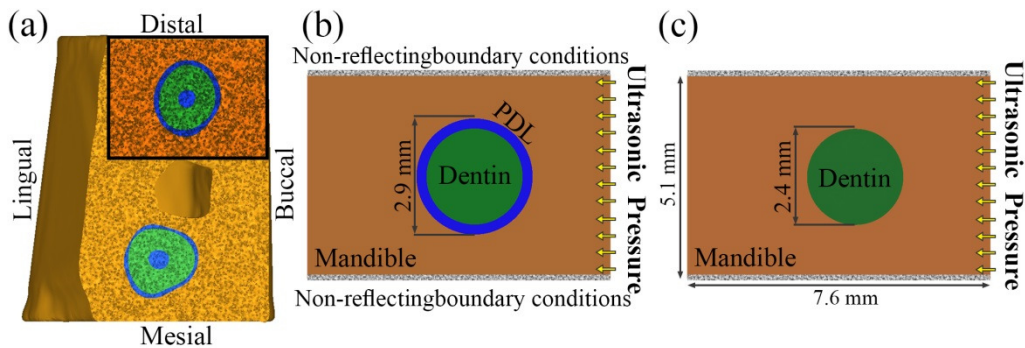 (a)
Distal
Lingual
Buccal
Mesial
(b)
Non-reflectingboundary conditions
PDL
2.9 mm
Dentin
Mandible
Ultrasonic Pressure
Non-reflectingboundary conditions
(c)
5.1 mm
2.4 mm
Dentin
Mandible
Ultrasonic Pressure
7.6 mm